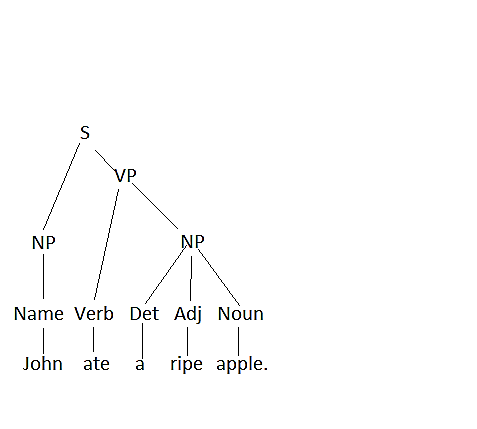 S
VP
NP NP
Name Verb Det Adj Noun
John ate a ripe apple.